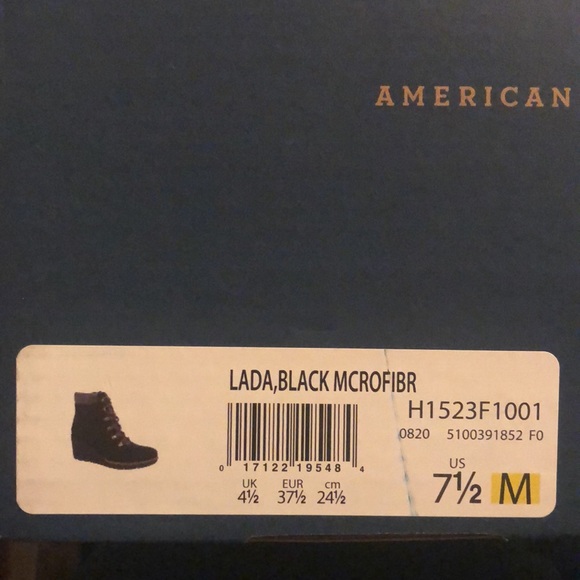 AMERICAN
LADA,BLACK MCROFIBR
H1523F1001
0820 5100391852 F0
0 17122 19548 4
UK EUR cm
4½ 37½ 24½
US
7½ M